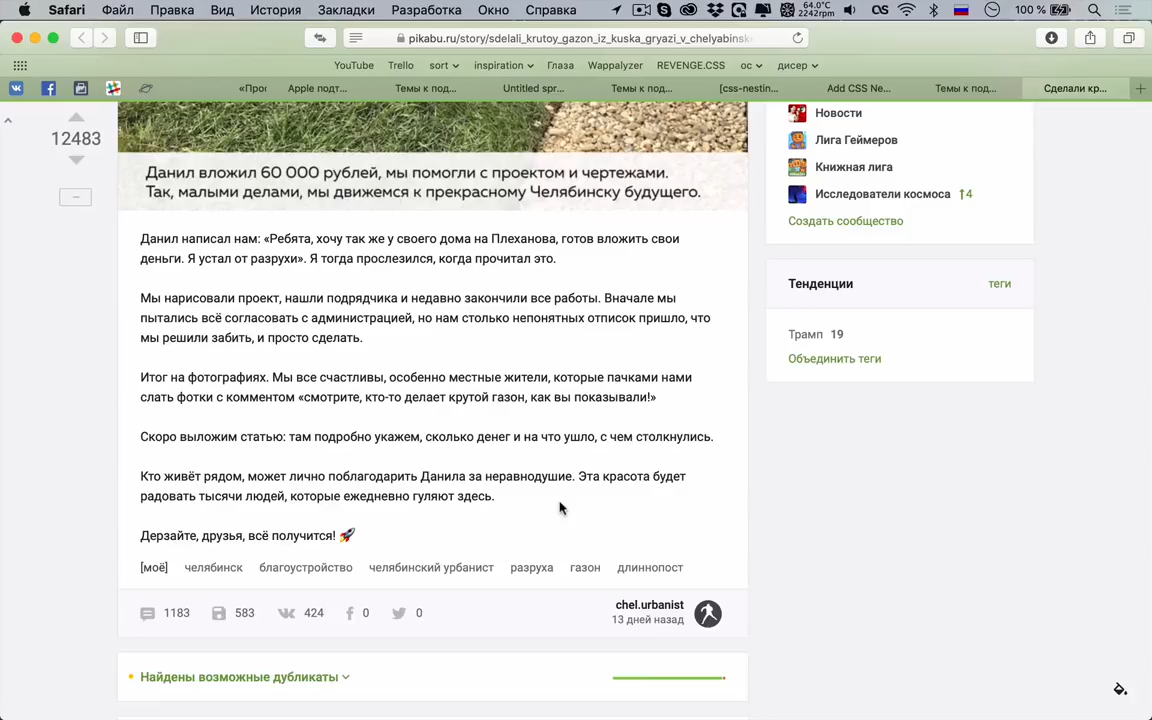 Safari Файл Правка Вид История Закладки Разработка Окно Справка 64.0°C 2242rpm 100 %
pikabu.ru/story/sdelali_krutoy_gazon_iz_kuska_gryazi_v_chelyabinsk
YouTube Trello sort inspiration Глаза Wappalyzer REVENGE.CSS ос дисер
«Прос Apple подт... Темы к под... Untitled spr... Темы к под... [css-nestin... Add CSS Ne... Темы к под... Сделали кр...
12483
Данил вложил 60 000 рублей, мы помогли с проектом и чертежами.
Так, малыми делами, мы движемся к прекрасному Челябинску будущего.
Данил написал нам: «Ребята, хочу так же у своего дома на Плеханова, готов вложить свои
деньги. Я устал от разрухи». Я тогда прослезился, когда прочитал это.
Мы нарисовали проект, нашли подрядчика и недавно закончили все работы. Вначале мы
пытались всё согласовать с администрацией, но нам столько непонятных отписок пришло, что
мы решили забить, и просто сделать.
Итог на фотографиях. Мы все счастливы, особенно местные жители, которые пачками нами
слать фотки с комментом «смотрите, кто-то делает крутой газон, как вы показывали!»
Скоро выложим статью: там подробно укажем, сколько денег и на что ушло, с чем столкнулись.
Кто живёт рядом, может лично поблагодарить Данила за неравнодушие. Эта красота будет
радовать тысячи людей, которые ежедневно гуляют здесь.
Дерзайте, друзья, всё получится! 🚀
[моё] челябинск благоустройство челябинский урбанист разруха газон длиннопост
1183 583 424 0 0
chel.urbanist
13 дней назад
Найдены возможные дубликаты
Новости
Лига Геймеров
Книжная лига
Исследователи космоса 4
Создать сообщество
Тенденции теги
Трамп 19
Объединить теги